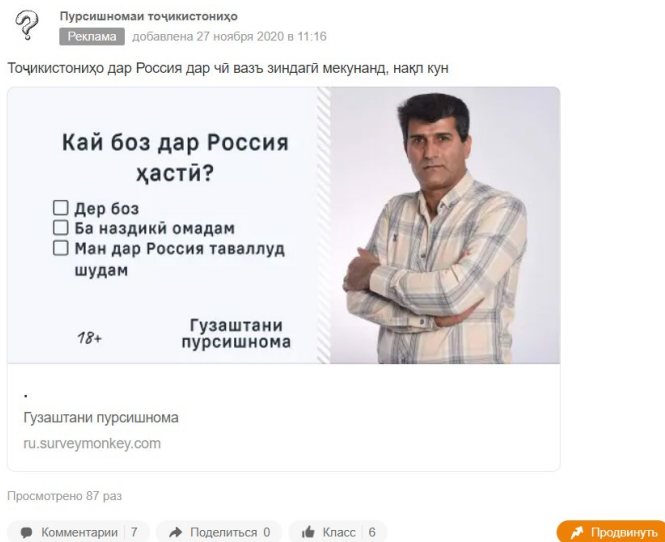 Пурсишномаи тоҷикистониҳо
Реклама добавлена 27 ноября 2020 в 11:16
Тоҷикистониҳо дар Россия дар чӣ вазъ зиндагӣ мекунанд, нақл кун
Кай боз дар Россия
ҳастӣ?
Дер боз
Ба наздикӣ омадам
Ман дар Россия таваллуд
шудам
18+
Гузаштани
пурсишнома
.
Гузаштани пурсишнома
ru.surveymonkey.com
Просмотрено 87 раз
Комментарии 7 Поделиться 0 Класс 6 Продвинуть